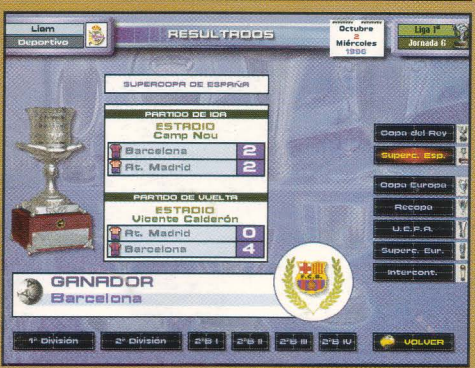 Liam
Deportivo
RESULTADOS
Octubre
2
Miércoles
1996
Liga 1ª
Jornada 6
SUPERCOPA DE ESPAÑA
PARTIDO DE IDA
ESTADIO
Camp Nou
Barcelona 2
At. Madrid 2
PARTIDO DE VUELTA
ESTADIO
Vicente Calderón
At. Madrid 0
Barcelona 4
GANADOR
Barcelona
Copa del Rey
Superc. Esp.
Copa Europa
Recopa
U.E.F.A.
Superc. Eur.
Intercont.
1ª División
2ª División
2ªB I
2ªB II
2ªB III
2ªB IV
VOLVER